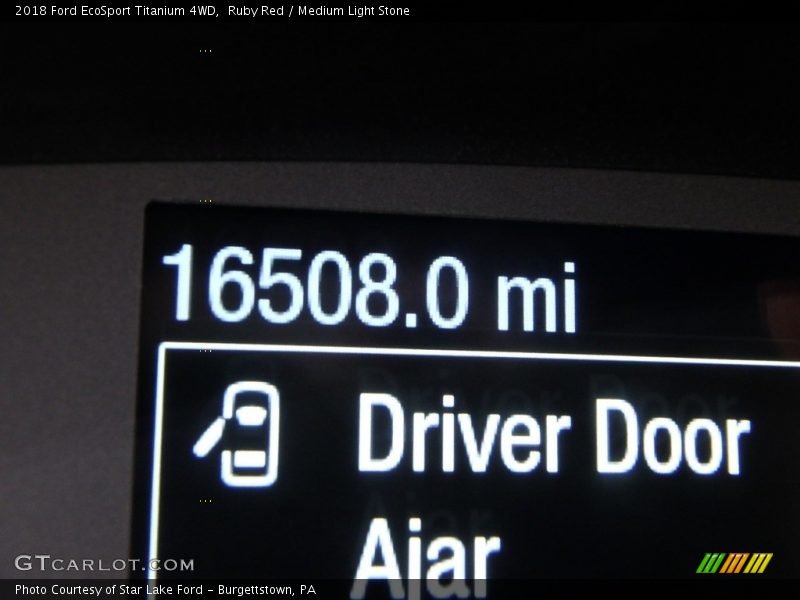 2018 Ford EcoSport Titanium 4WD,  Ruby Red / Medium Light Stone
16508.0 mi
Driver Door
Ajar
GTCARLOT.COM
Photo Courtesy of Star Lake Ford - Burgettstown, PA